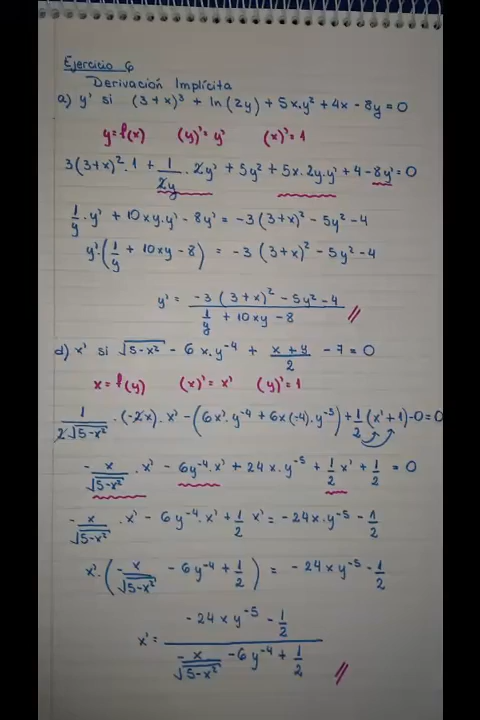 Ejercicio 6
Derivación Implícita
a) y' si (3+x)³ + ln(2y) + 5x.y² + 4x - 8y = 0
y = f(x) (y)' = y' (x)' = 1
3(3+x)².1 + 1/2y . 2y' + 5y² + 5x.2y.y' + 4 - 8y' = 0
1/y . y' + 10xy.y' - 8y' = -3(3+x)² - 5y² - 4
y'.(1/y + 10xy - 8) = -3(3+x)² - 5y² - 4
y' = (-3(3+x)² - 5y² - 4) / (1/y + 10xy - 8) //
d) x' si √(5-x²) - 6x.y⁻⁴ + (x+y)/2 - 7 = 0
x = f(y) (x)' = x' (y)' = 1
1/(2√(5-x²)) . (-2x).x' - (6x'.y⁻⁴ + 6x(-4).y⁻⁵) + 1/2 (x'+1) - 0 = 0
-x/√(5-x²) . x' - 6y⁻⁴.x' + 24x.y⁻⁵ + 1/2 x' + 1/2 = 0
-x/√(5-x²) . x' - 6y⁻⁴.x' + 1/2 x' = -24x.y⁻⁵ - 1/2
x'.(-x/√(5-x²) - 6y⁻⁴ + 1/2) = -24xy⁻⁵ - 1/2
x' = (-24xy⁻⁵ - 1/2) / (-x/√(5-x²) - 6y⁻⁴ + 1/2) //